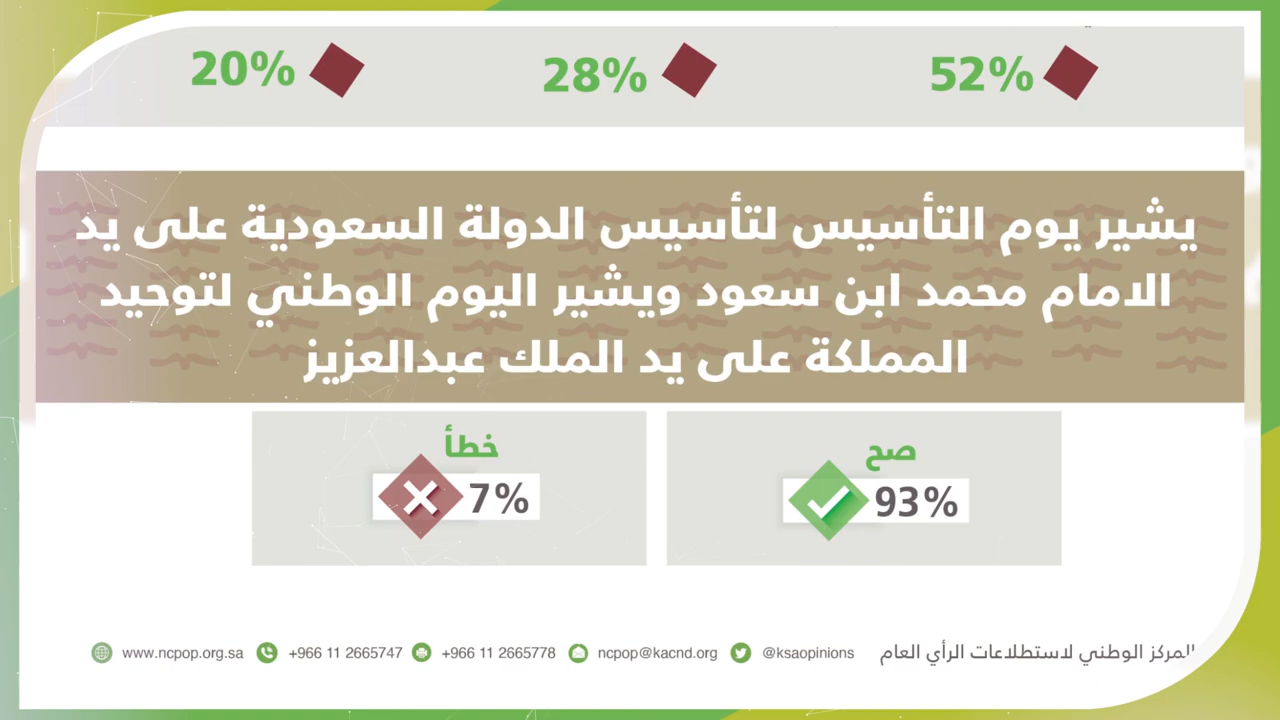 52% 28% 20%
يشير يوم التأسيس لتأسيس الدولة السعودية على يد
الامام محمد ابن سعود ويشير اليوم الوطني لتوحيد
المملكة على يد الملك عبدالعزيز
صح خطأ
93% 7%
المركز الوطني لاستطلاعات الرأي العام @ksaopinions ncpop@kacnd.org +966 11 2665778 +966 11 2665747 www.ncpop.org.sa